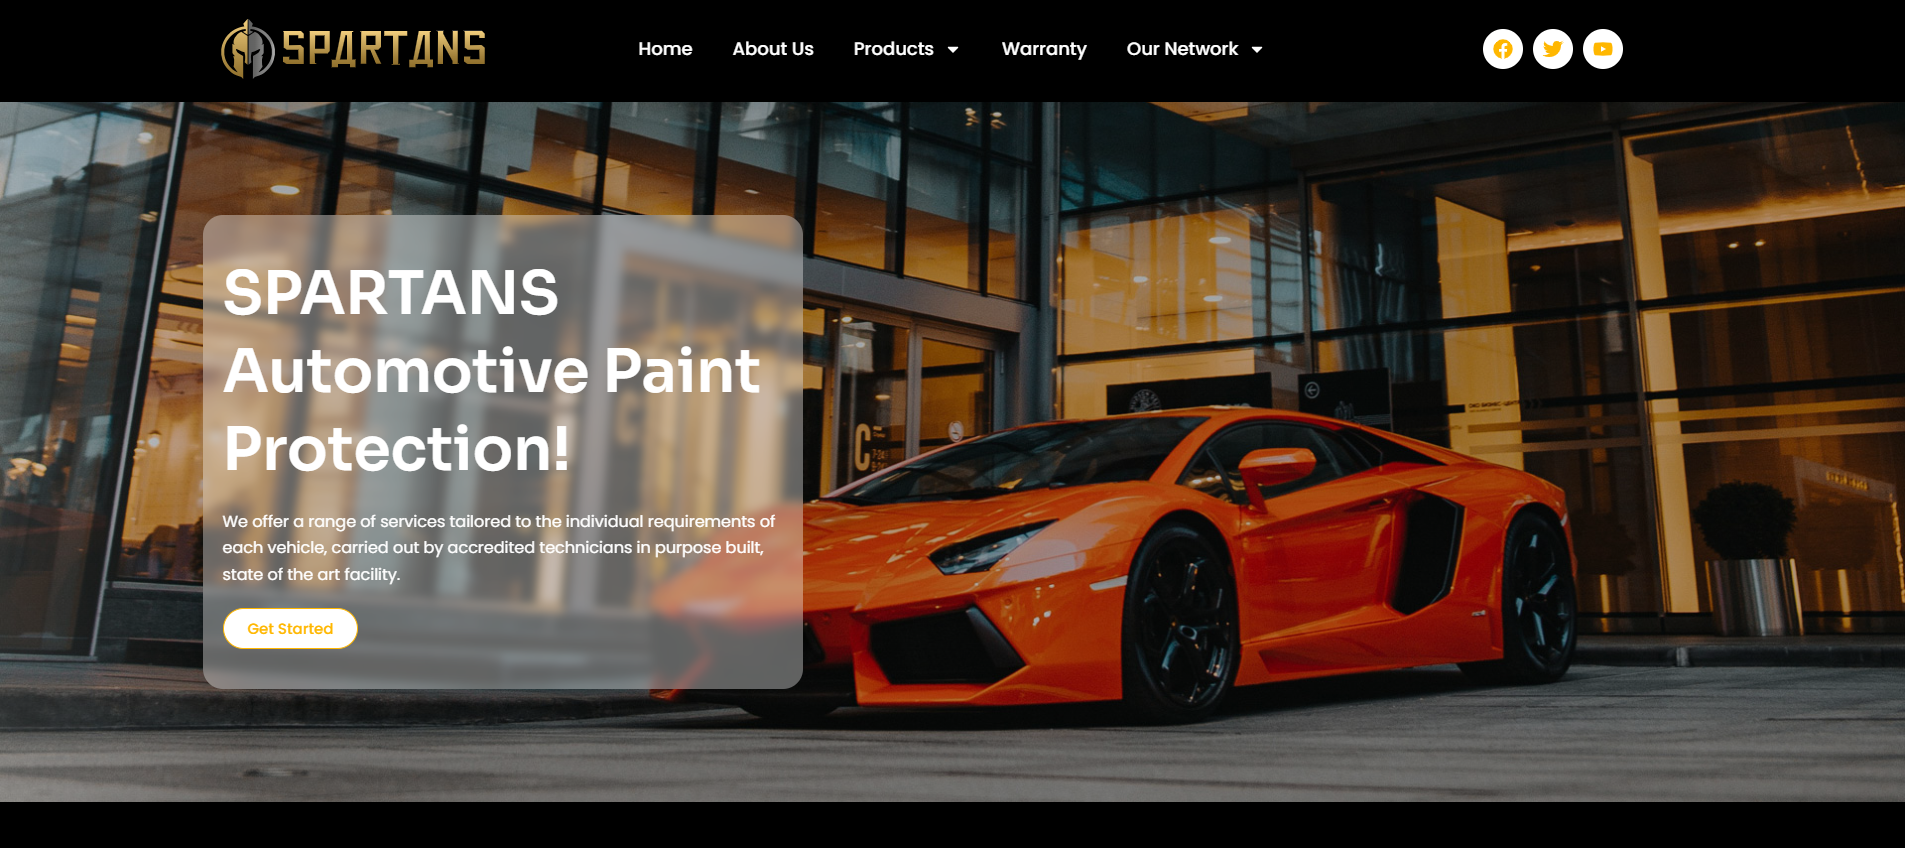 SPARTANS
Home
About Us
Products
Warranty
Our Network
SPARTANS
Automotive Paint
Protection!
We offer a range of services tailored to the individual requirements of
each vehicle, carried out by accredited technicians in purpose built,
state of the art facility.
Get Started
C